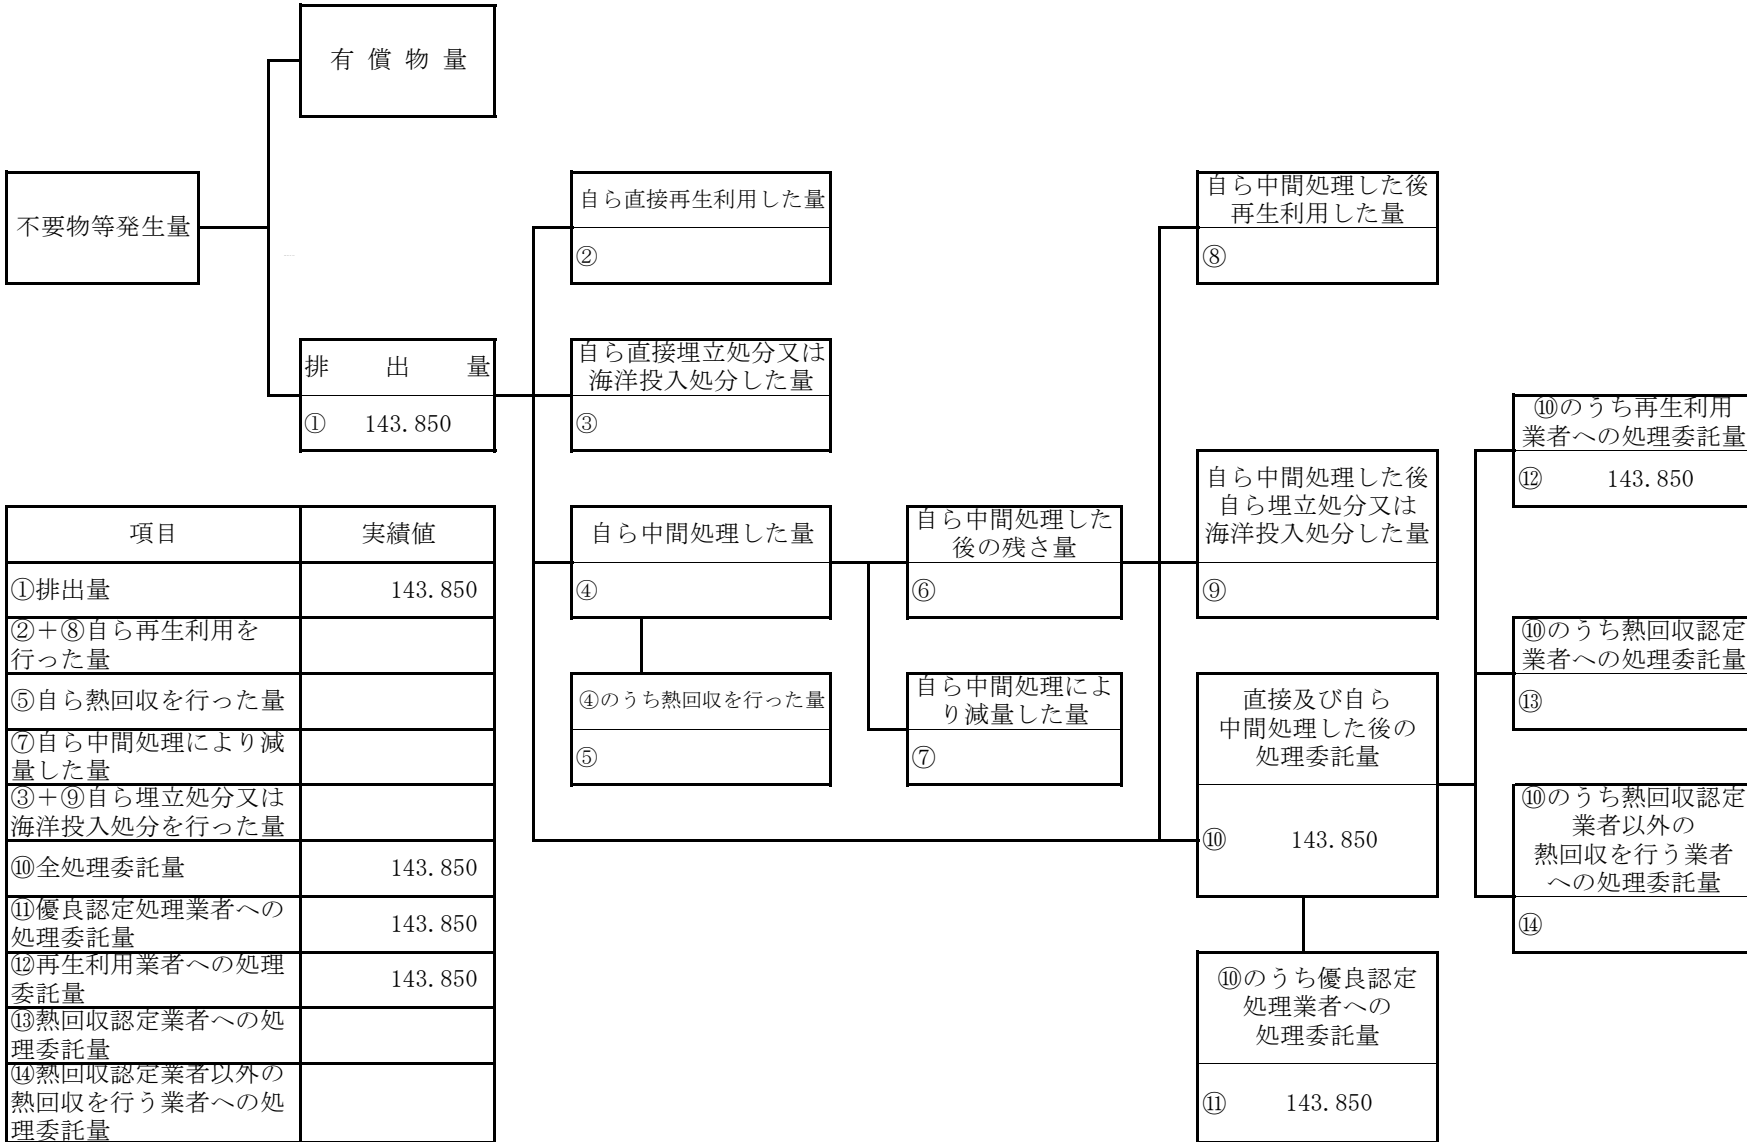 有償物量
不要物等発生量
排出量
① 143.850
自ら直接再生利用した量
②
自ら直接埋立処分又は
海洋投入処分した量
③
自ら中間処理した量
④
④のうち熱回収を行った量
⑤
自ら中間処理した
後の残さ量
⑥
自ら中間処理によ
り減量した量
⑦
自ら中間処理した後
再生利用した量
⑧
自ら中間処理した後
自ら埋立処分又は
海洋投入処分した量
⑨
直接及び自ら
中間処理した後の
処理委託量
⑩ 143.850
⑩のうち優良認定
処理業者への
処理委託量
⑪ 143.850
⑩のうち再生利用
業者への処理委託量
⑫ 143.850
⑩のうち熱回収認定
業者への処理委託量
⑬
⑩のうち熱回収認定
業者以外の
熱回収を行う業者
への処理委託量
⑭
項目 実績値
①排出量 143.850
②+⑧自ら再生利用を
行った量
⑤自ら熱回収を行った量
⑦自ら中間処理により減
量した量
③+⑨自ら埋立処分又は
海洋投入処分を行った量
⑩全処理委託量 143.850
⑪優良認定処理業者への
処理委託量 143.850
⑫再生利用業者への処理
委託量 143.850
⑬熱回収認定業者への処
理委託量
⑭熱回収認定業者以外の
熱回収を行う業者への処
理委託量